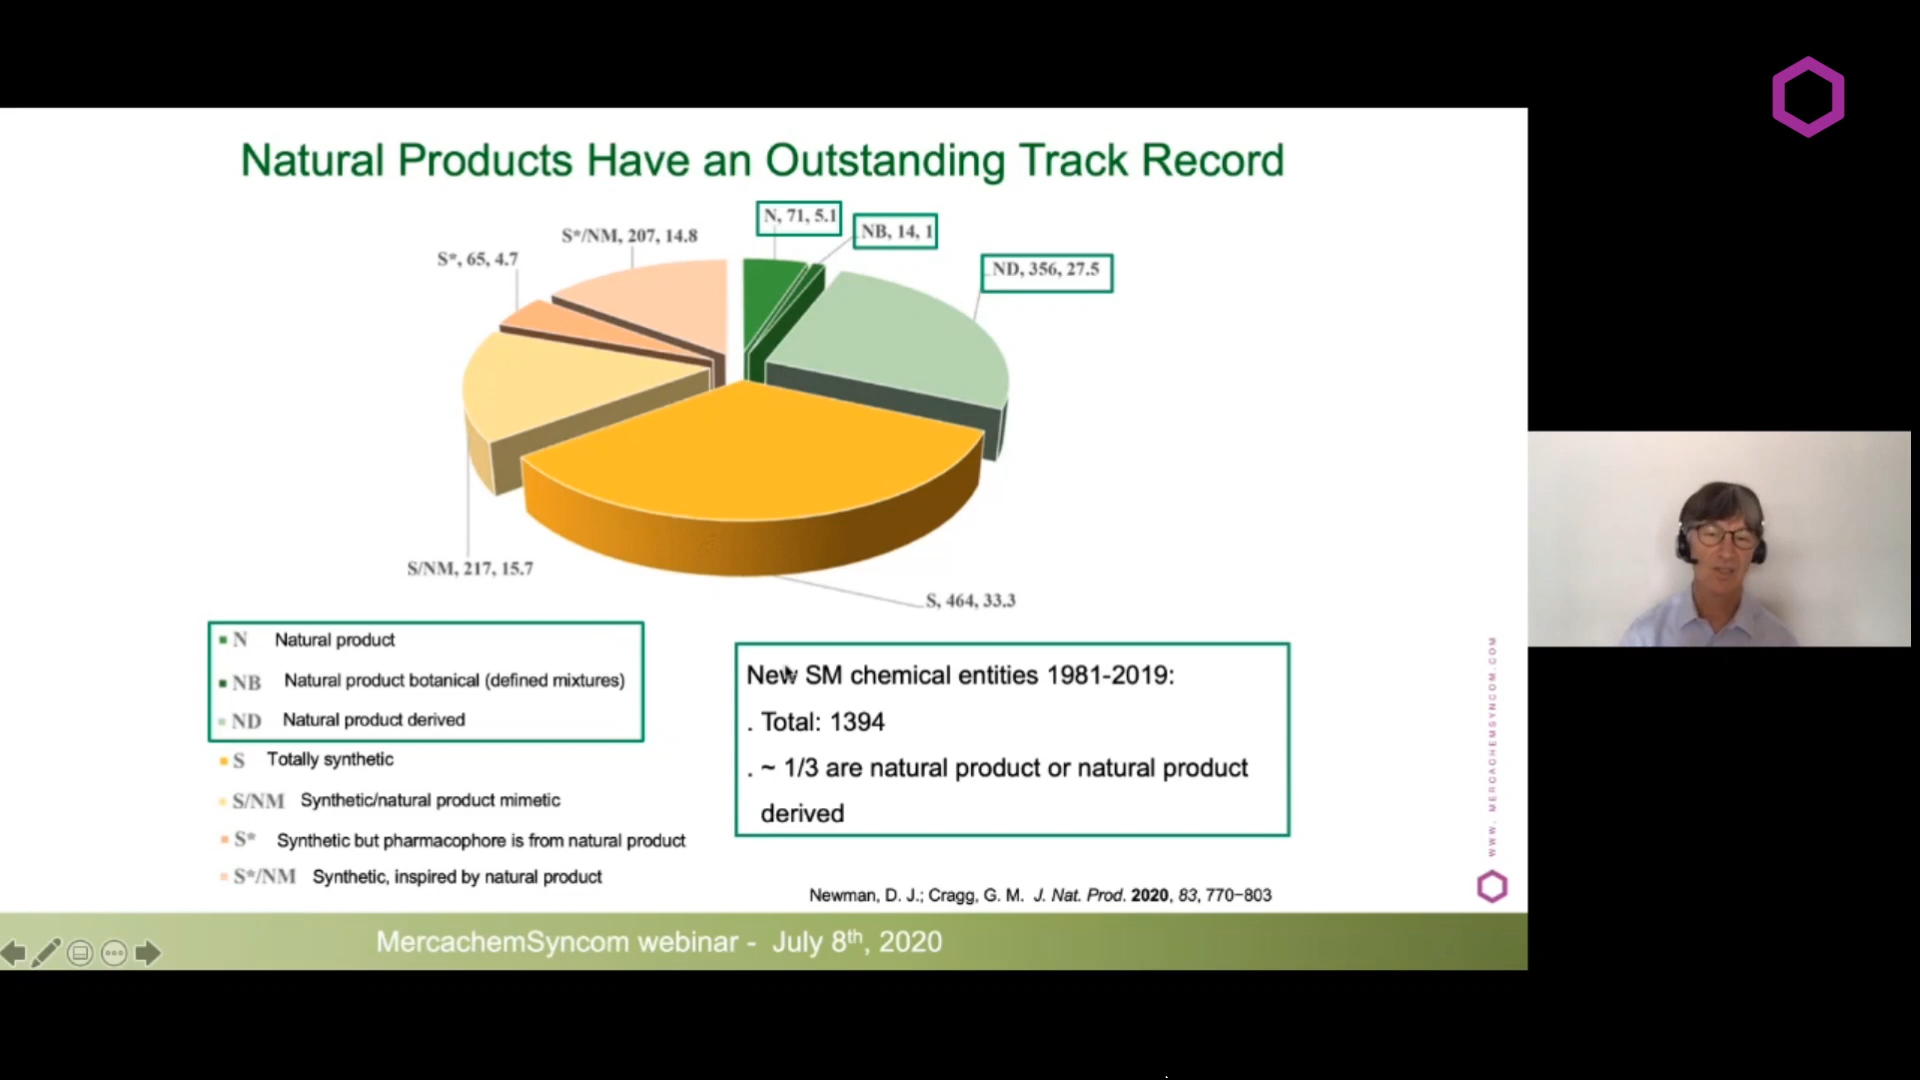 Natural Products Have an Outstanding Track Record
N, 71, 5.1
NB, 14, 1
S*/NM, 207, 14.8
S*, 65, 4.7
ND, 356, 27.5
S/NM, 217, 15.7
S, 464, 33.3
N Natural product
NB Natural product botanical (defined mixtures)
ND Natural product derived
S Totally synthetic
S/NM Synthetic/natural product mimetic
S* Synthetic but pharmacophore is from natural product
S*/NM Synthetic, inspired by natural product
New SM chemical entities 1981-2019:
. Total: 1394
. ~ 1/3 are natural product or natural product
derived
Newman, D. J.; Cragg, G. M. J. Nat. Prod. 2020, 83, 770−803
WWW. MERCACHEMSYNCOM.COM
MercachemSyncom webinar - July 8th, 2020